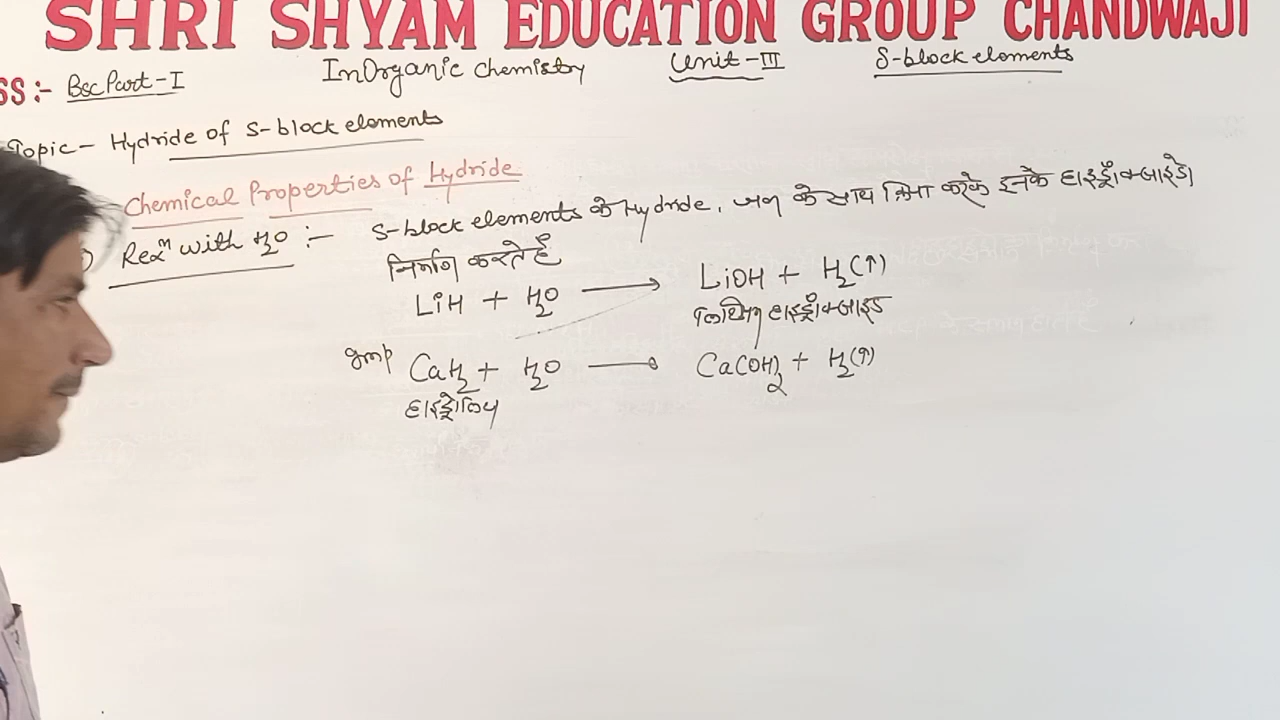 SHRI SHYAM EDUCATION GROUP CHANDWAJI
SS:- Bsc Part-I InOrganic chemistry Unit-III S-block elements
Topic- Hydride of S-block elements
Chemical Properties of Hydride
) Reaⁿ with H₂O :- S-block elements के Hydride, जल के साथ क्रिया करके इनके हाइड्रॉक्साइडो
निर्माण करते हैं
LiH + H₂O ⟶ LiOH + H₂(↑)
लिथियम हाइड्रॉक्साइड
gmp CaH₂ + H₂O ⟶ Ca(OH)₂ + H₂(↑)
हाइड्रोलिथ